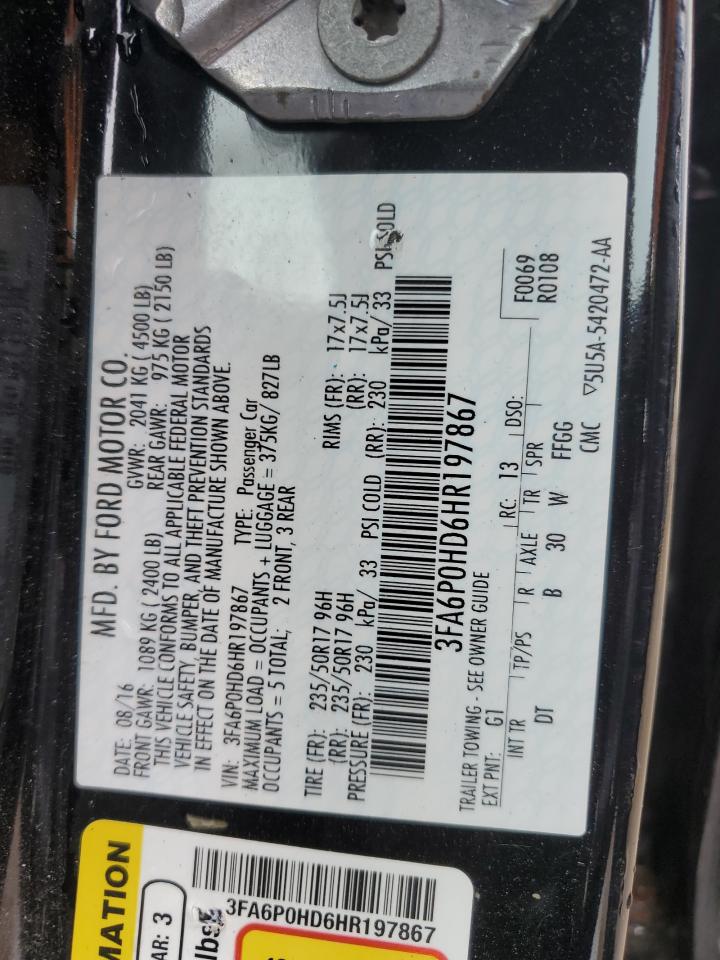 MFD. BY FORD MOTOR CO.
DATE: 08/16 GVWR: 2041 KG ( 4500 LB)
FRONT GAWR: 1089 KG ( 2400 LB) REAR GAWR: 975 KG ( 2150 LB)
THIS VEHICLE CONFORMS TO ALL APPLICABLE FEDERAL MOTOR
VEHICLE SAFETY, BUMPER, AND THEFT PREVENTION STANDARDS
IN EFFECT ON THE DATE OF MANUFACTURE SHOWN ABOVE.
VIN: 3FA6P0HD6HR197867 TYPE: Passenger Car
MAXIMUM LOAD = OCCUPANTS + LUGGAGE = 375KG/ 827LB
OCCUPANTS = 5 TOTAL; 2 FRONT, 3 REAR
TIRE (FR): 235/50R17 96H RIMS (FR): 17x7.5J
(RR): 235/50R17 96H (RR): 17x7.5J
PRESSURE (FR): 230 kPa/ 33 PSI COLD (RR): 230 kPa/ 33 PSI COLD
3FA6P0HD6HR197867
TRAILER TOWING - SEE OWNER GUIDE
EXT PNT: G1 RC: 13 DSO: F0069
R0108
INT TR TP/PS R AXLE TR SPR
DT B 30 W FFGG
CMC ▽5U5A-5420472-AA
MATION
AR: 3
lbs
3FA6P0HD6HR197867